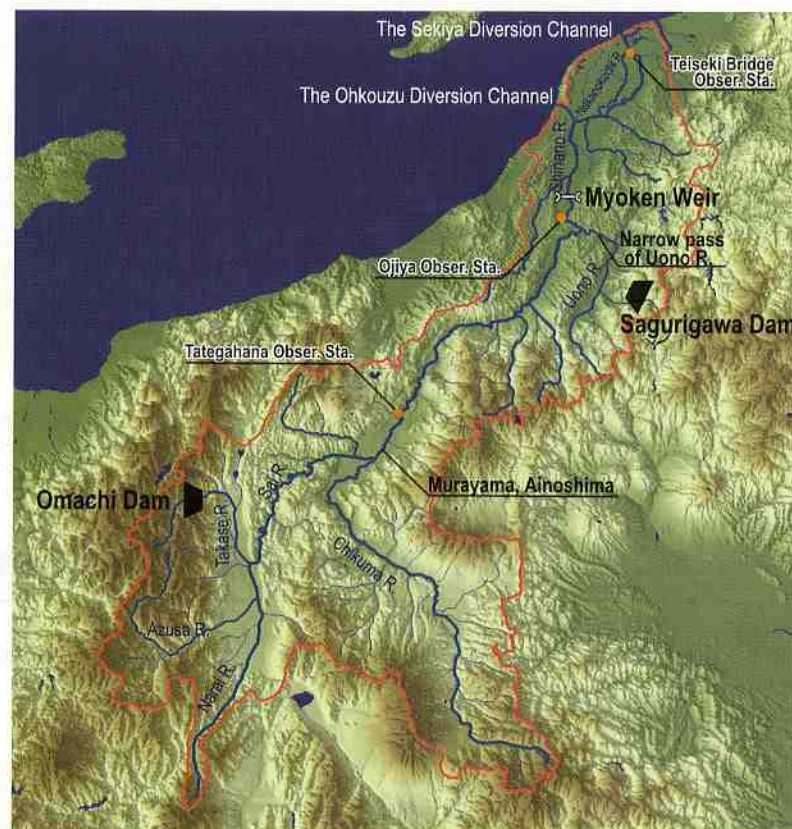 The Sekiya Diversion Channel
Teiseki Bridge
Obser. Sta.
The Ohkouzu Diversion Channel
Shinano R.
Myoken Weir
Narrow pass
of Uono R.
Ojiya Obser. Sta.
Uono R.
Sagurigawa Dam
Tategahana Obser. Sta.
Sai R.
Murayama, Ainoshima
Omachi Dam
Takase R.
Chikuma R.
Azusa R.
Narai R.